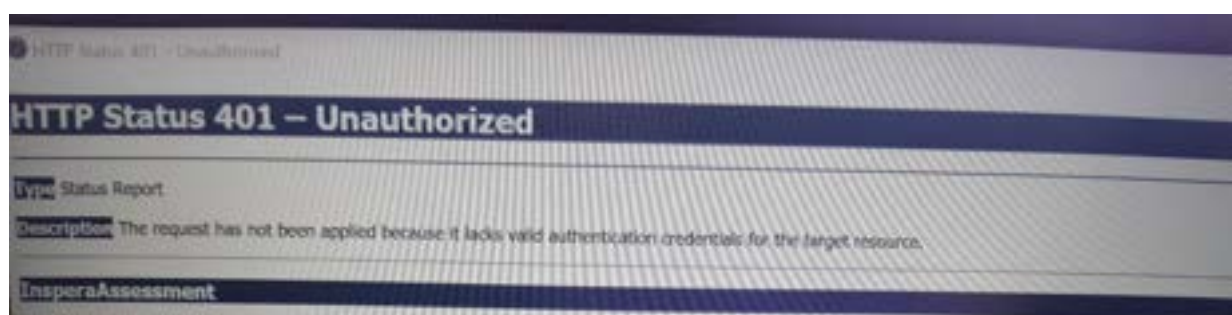 HTTP Status 401 – Unauthorized
HTTP Status 401 – Unauthorized
Type Status Report
Description The request has not been applied because it lacks valid authentication credentials for the target resource.
InsperaAssessment